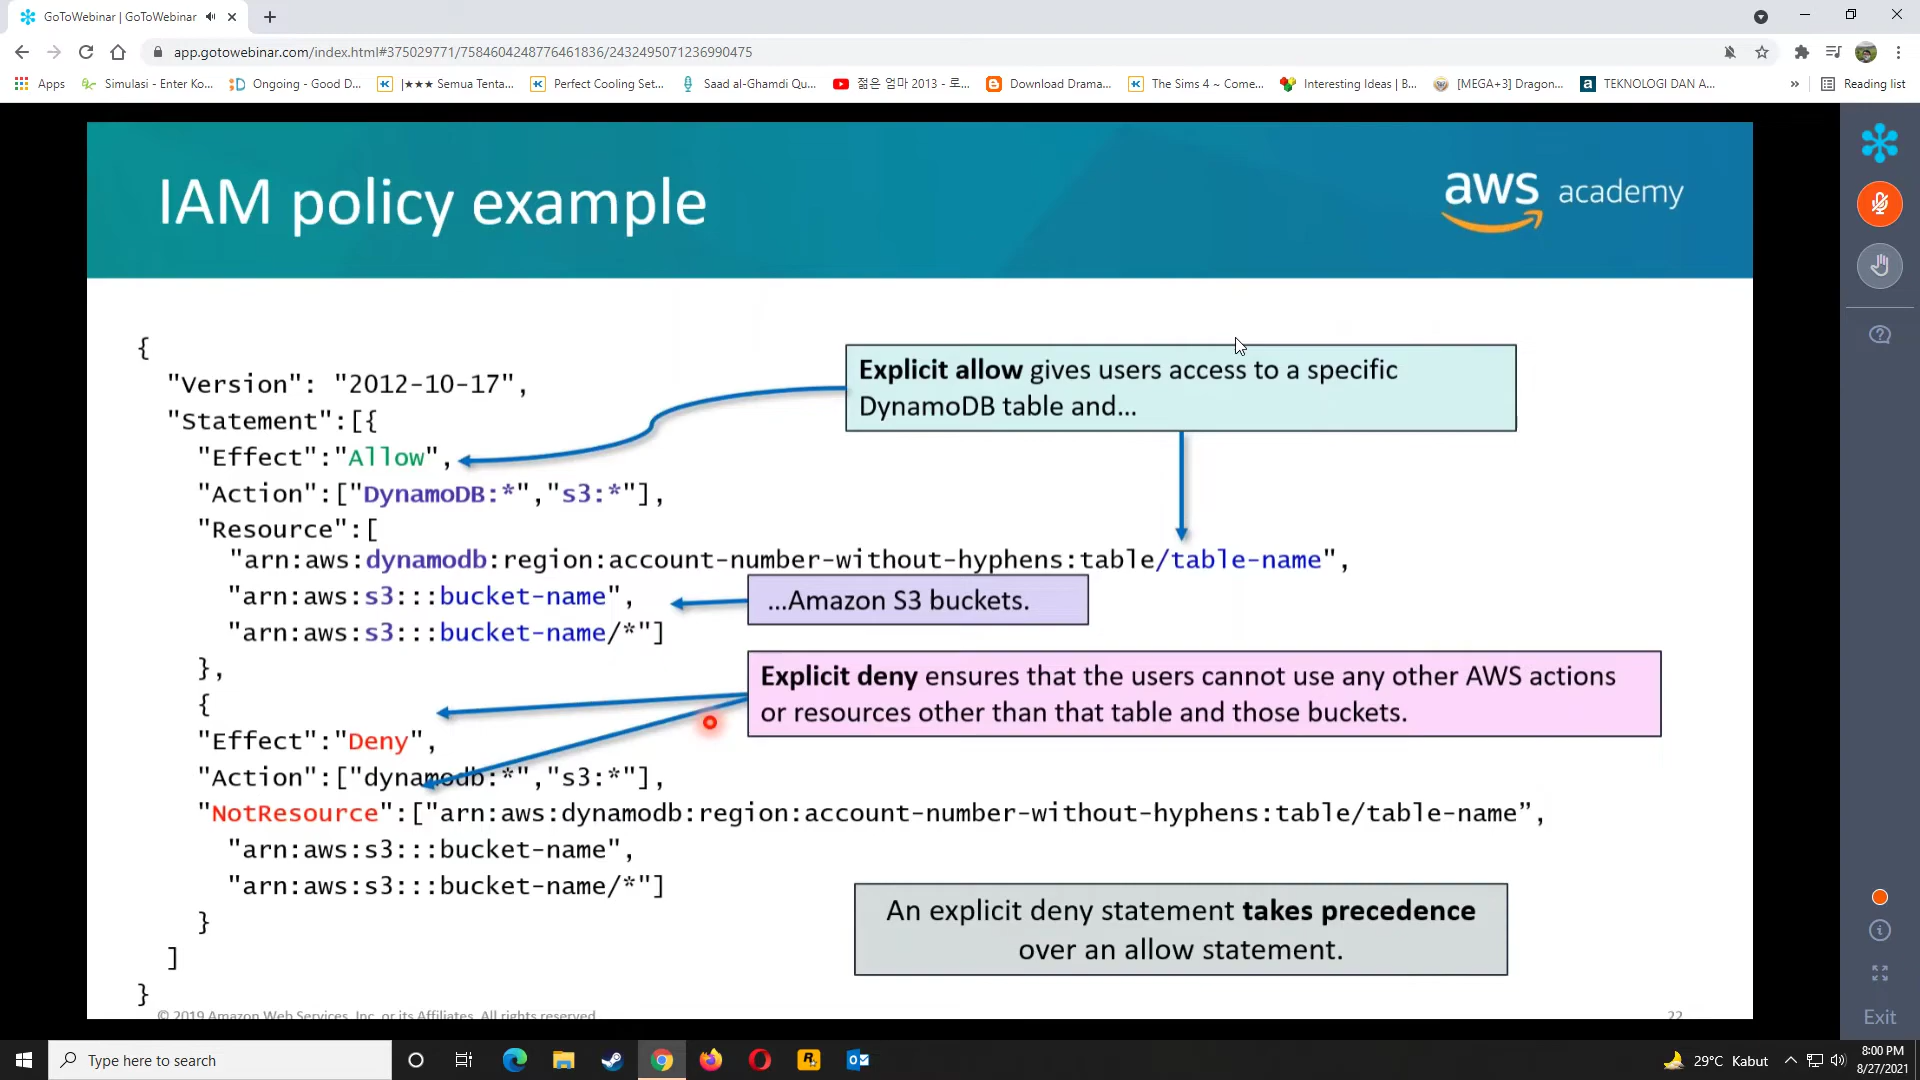 GoToWebinar | GoToWebinar
app.gotowebinar.com/index.html#375029771/7584604248776461836/2432495071236990475
Apps
Simulasi - Enter Ko...
Ongoing - Good D...
|★★★ Semua Tenta...
Perfect Cooling Set...
Saad al-Ghamdi Qu...
젊은 엄마 2013 - 로...
Download Drama...
The Sims 4 ~ Come...
Interesting Ideas | B...
[MEGA+3] Dragon...
TEKNOLOGI DAN A...
»
Reading list
IAM policy example
aws academy
{
"Version": "2012-10-17",
"Statement":[{
"Effect":"Allow",
"Action":["DynamoDB:*","s3:*"],
"Resource":[
"arn:aws:dynamodb:region:account-number-without-hyphens:table/table-name",
"arn:aws:s3:::bucket-name",
"arn:aws:s3:::bucket-name/*"]
},
{
"Effect":"Deny",
"Action":["dynamodb:*","s3:*"],
"NotResource":["arn:aws:dynamodb:region:account-number-without-hyphens:table/table-name”,
"arn:aws:s3:::bucket-name",
"arn:aws:s3:::bucket-name/*"]
}
]
}
Explicit allow gives users access to a specific
DynamoDB table and...
...Amazon S3 buckets.
Explicit deny ensures that the users cannot use any other AWS actions
or resources other than that table and those buckets.
An explicit deny statement takes precedence
over an allow statement.
© 2019 Amazon Web Services, Inc. or its Affiliates. All rights reserved.
22
Exit
Type here to search
29°C Kabut
8:00 PM
8/27/2021